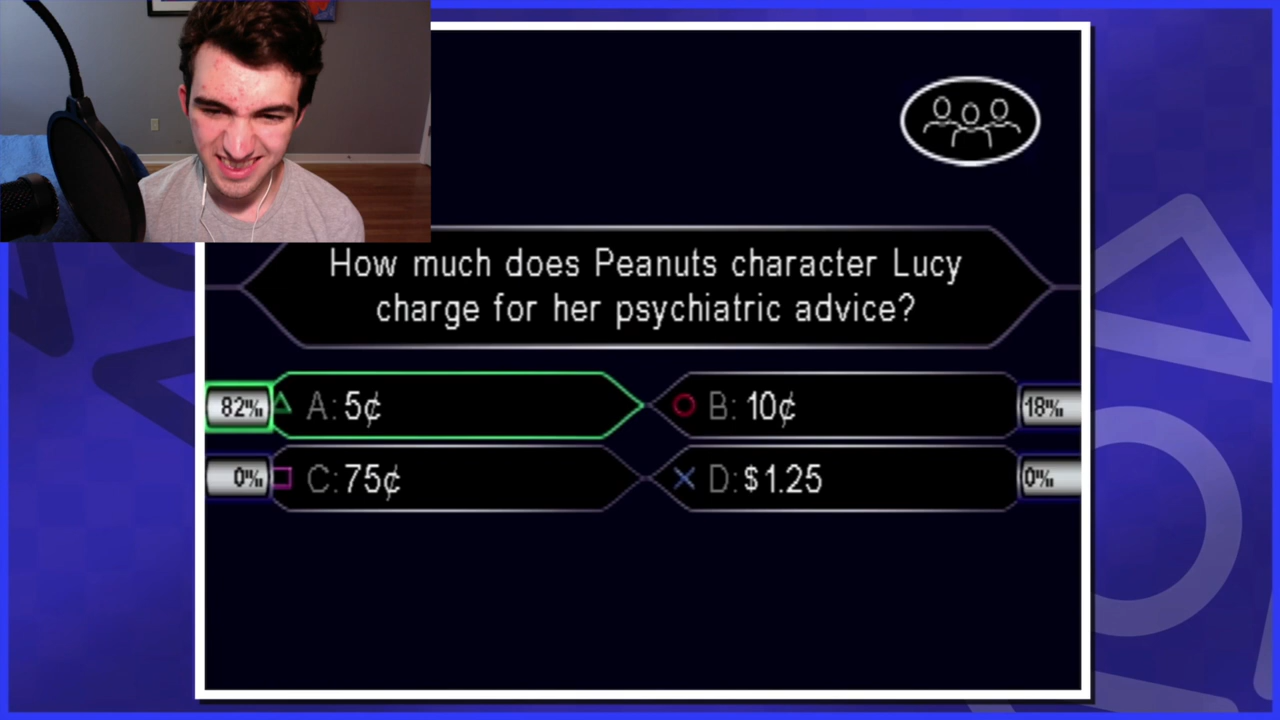 How much does Peanuts character Lucy
charge for her psychiatric advice?
82% A: 5¢
B: 10¢ 18%
0% C: 75¢
D: $1.25 0%